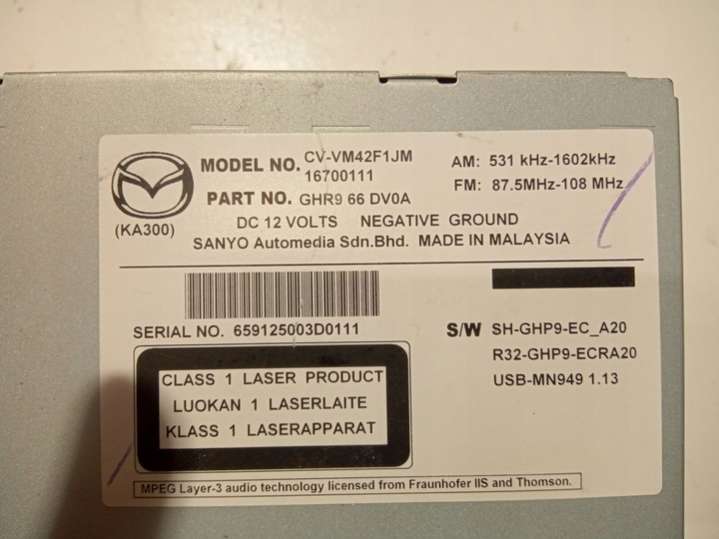 MODEL NO. CV-VM42F1JM
16700111
PART NO. GHR9 66 DV0A
AM: 531 kHz-1602kHz
FM: 87.5MHz-108 MHz
(KA300)
DC 12 VOLTS NEGATIVE GROUND
SANYO Automedia Sdn.Bhd. MADE IN MALAYSIA
SERIAL NO. 659125003D0111
S/W SH-GHP9-EC_A20
R32-GHP9-ECRA20
USB-MN949 1.13
CLASS 1 LASER PRODUCT
LUOKAN 1 LASERLAITE
KLASS 1 LASERAPPARAT
MPEG Layer-3 audio technology licensed from Fraunhofer IIS and Thomson.